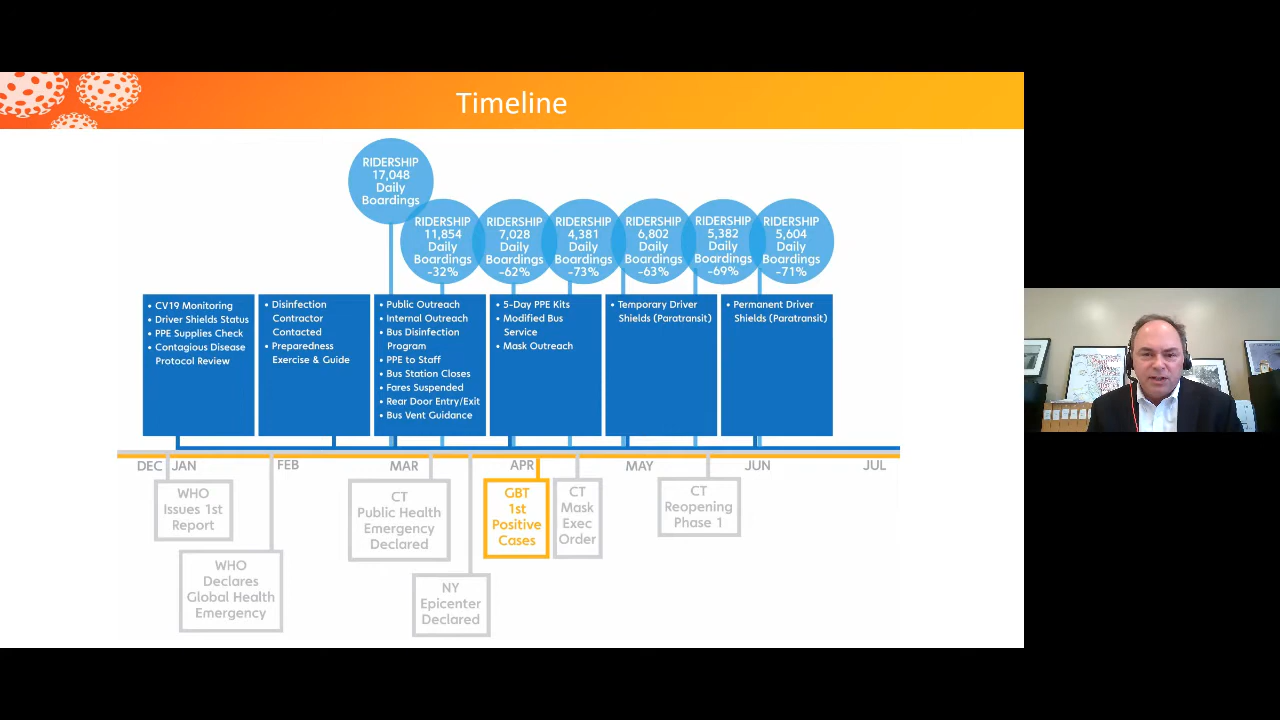 Timeline
RIDERSHIP
17,048
Daily
Boardings
RIDERSHIP
11,854
Daily
Boardings
-32%
RIDERSHIP
7,028
Daily
Boardings
-62%
RIDERSHIP
4,381
Daily
Boardings
-73%
RIDERSHIP
6,802
Daily
Boardings
-63%
RIDERSHIP
5,382
Daily
Boardings
-69%
RIDERSHIP
5,604
Daily
Boardings
-71%
• CV19 Monitoring
• Driver Shields Status
• PPE Supplies Check
• Contagious Disease
Protocol Review
• Disinfection
Contractor
Contacted
• Preparedness
Exercise & Guide
• Public Outreach
• Internal Outreach
• Bus Disinfection
Program
• PPE to Staff
• Bus Station Closes
• Fares Suspended
• Rear Door Entry/Exit
• Bus Vent Guidance
• 5-Day PPE Kits
• Modified Bus
Service
• Mask Outreach
• Temporary Driver
Shields (Paratransit)
• Permanent Driver
Shields (Paratransit)
DEC JAN FEB MAR APR MAY JUN JUL
WHO
Issues 1st
Report
WHO
Declares
Global Health
Emergency
CT
Public Health
Emergency
Declared
NY
Epicenter
Declared
GBT
1st
Positive
Cases
CT
Mask
Exec
Order
CT
Reopening
Phase 1